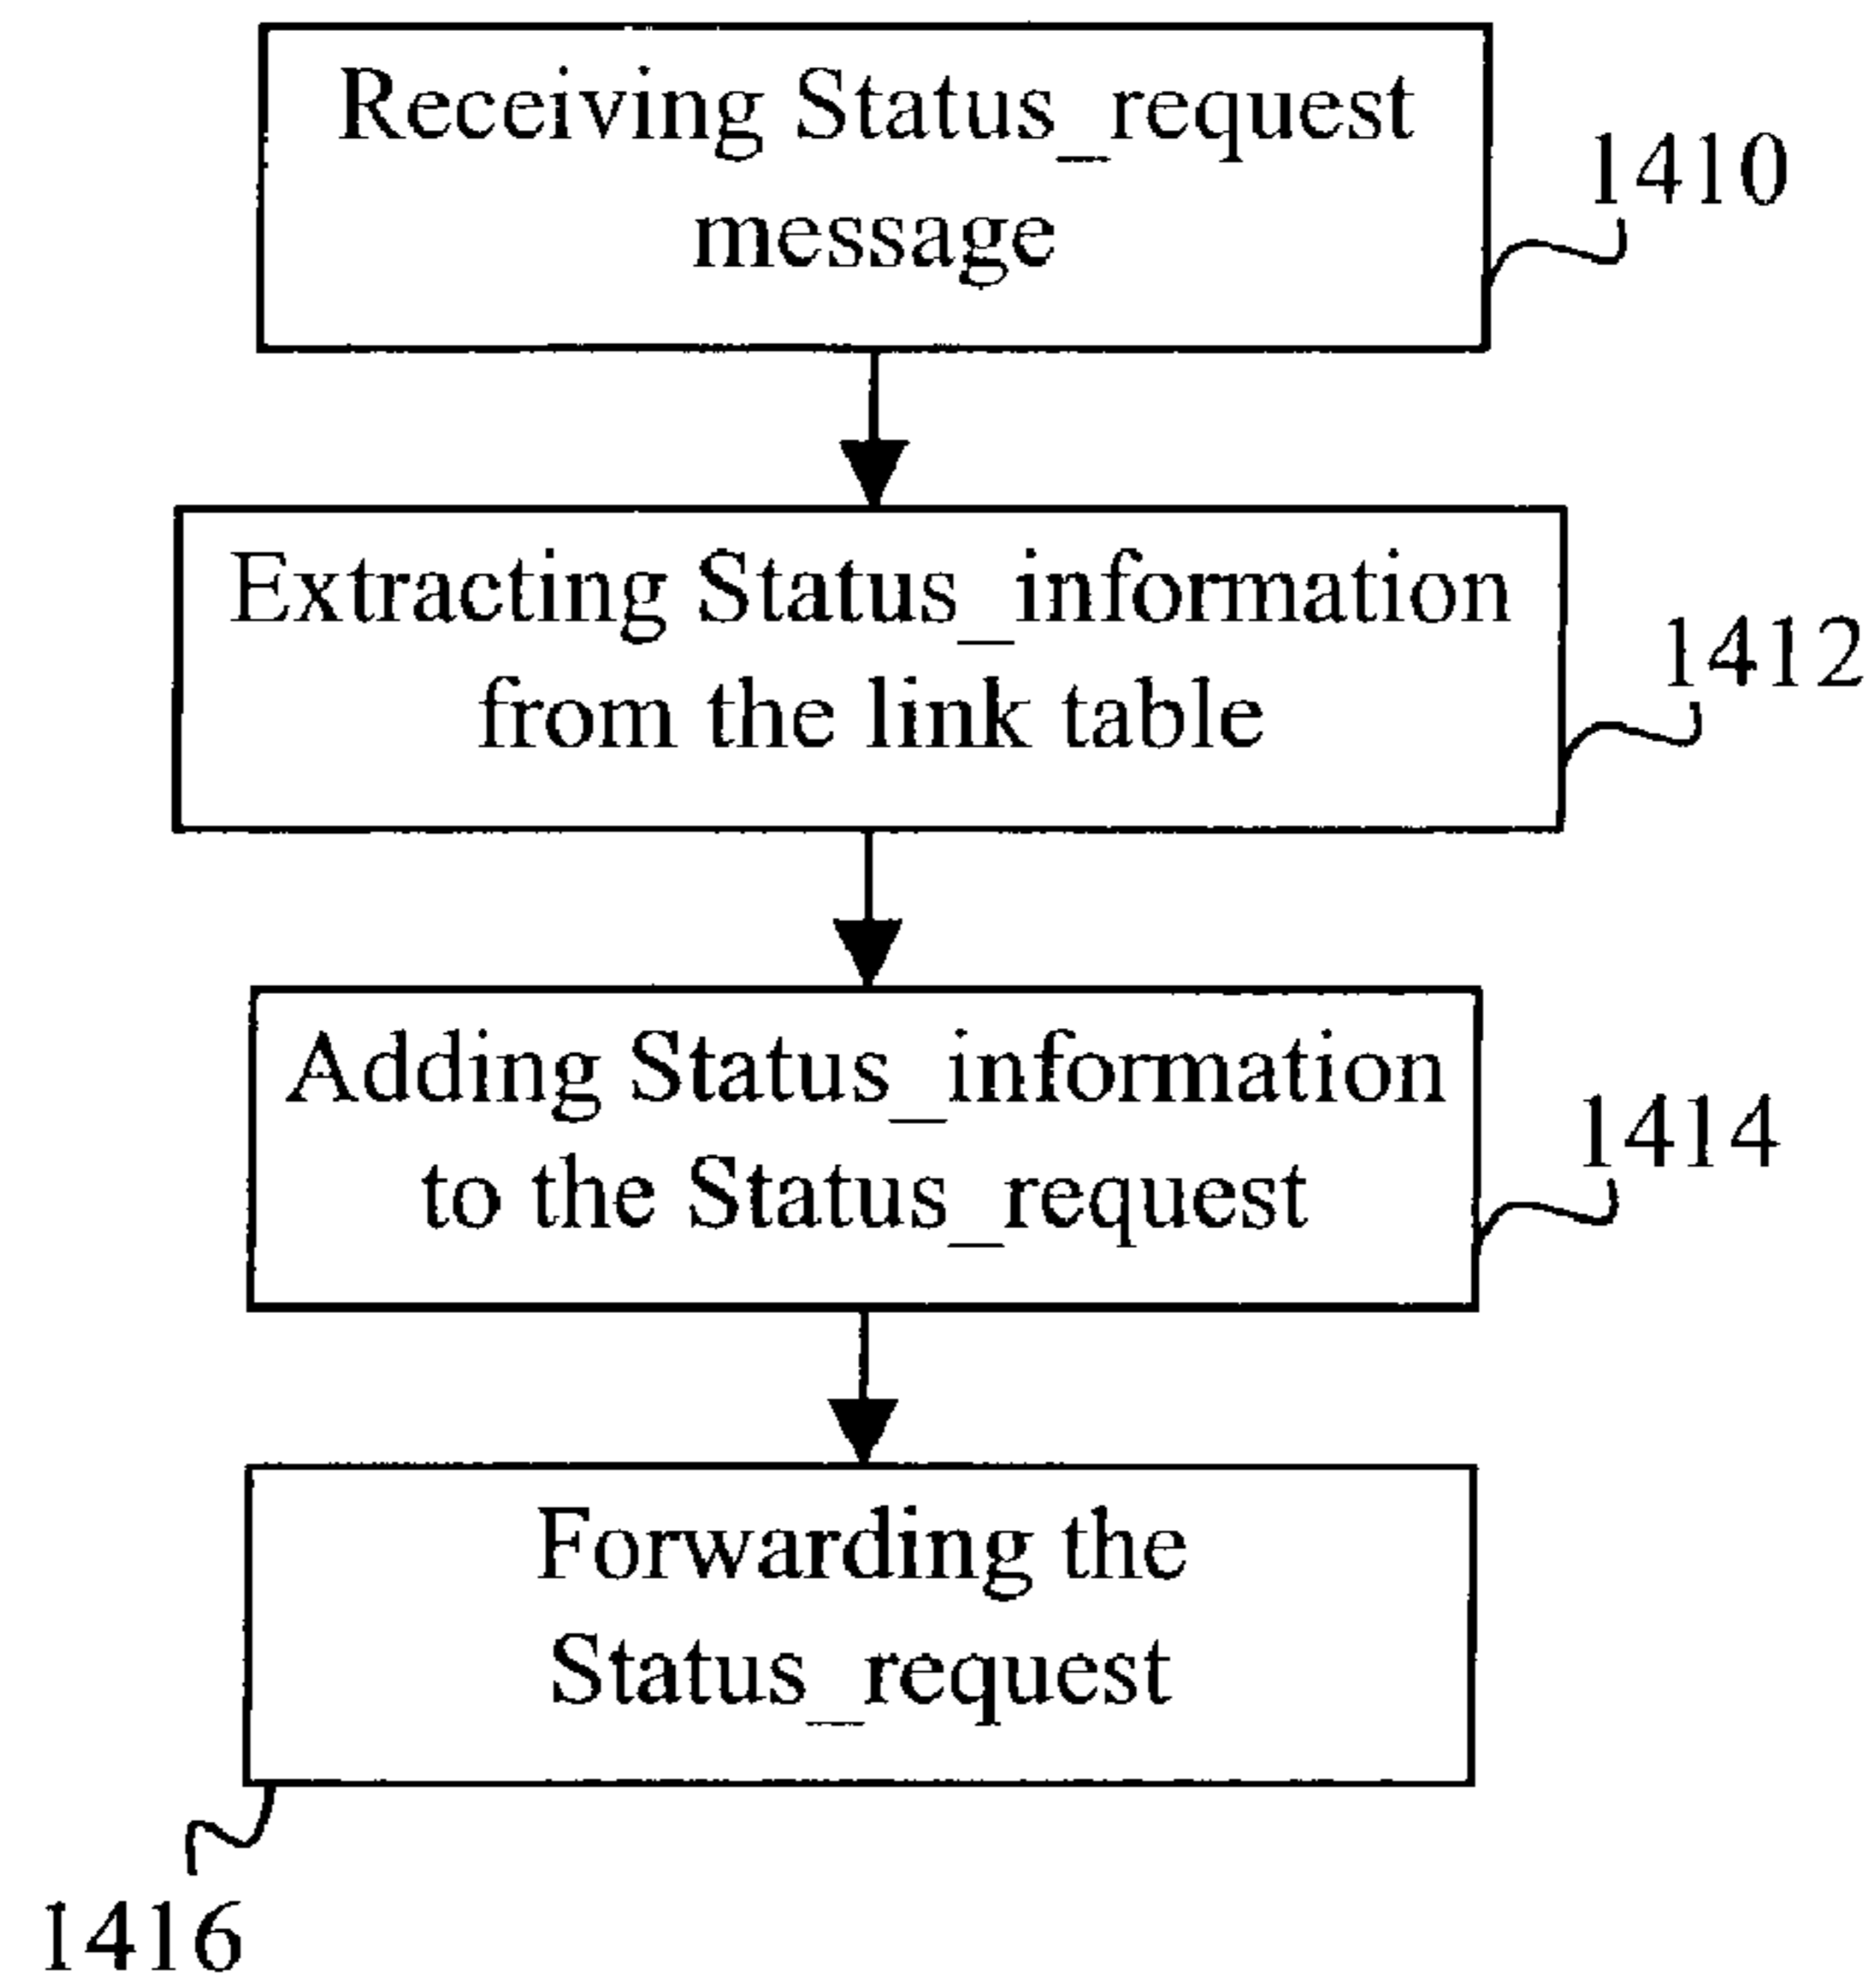 Receiving Status_request
message
1410
Extracting Status_information
from the link table
1412
Adding Status_information
to the Status_request
1414
Forwarding the
Status_request
1416